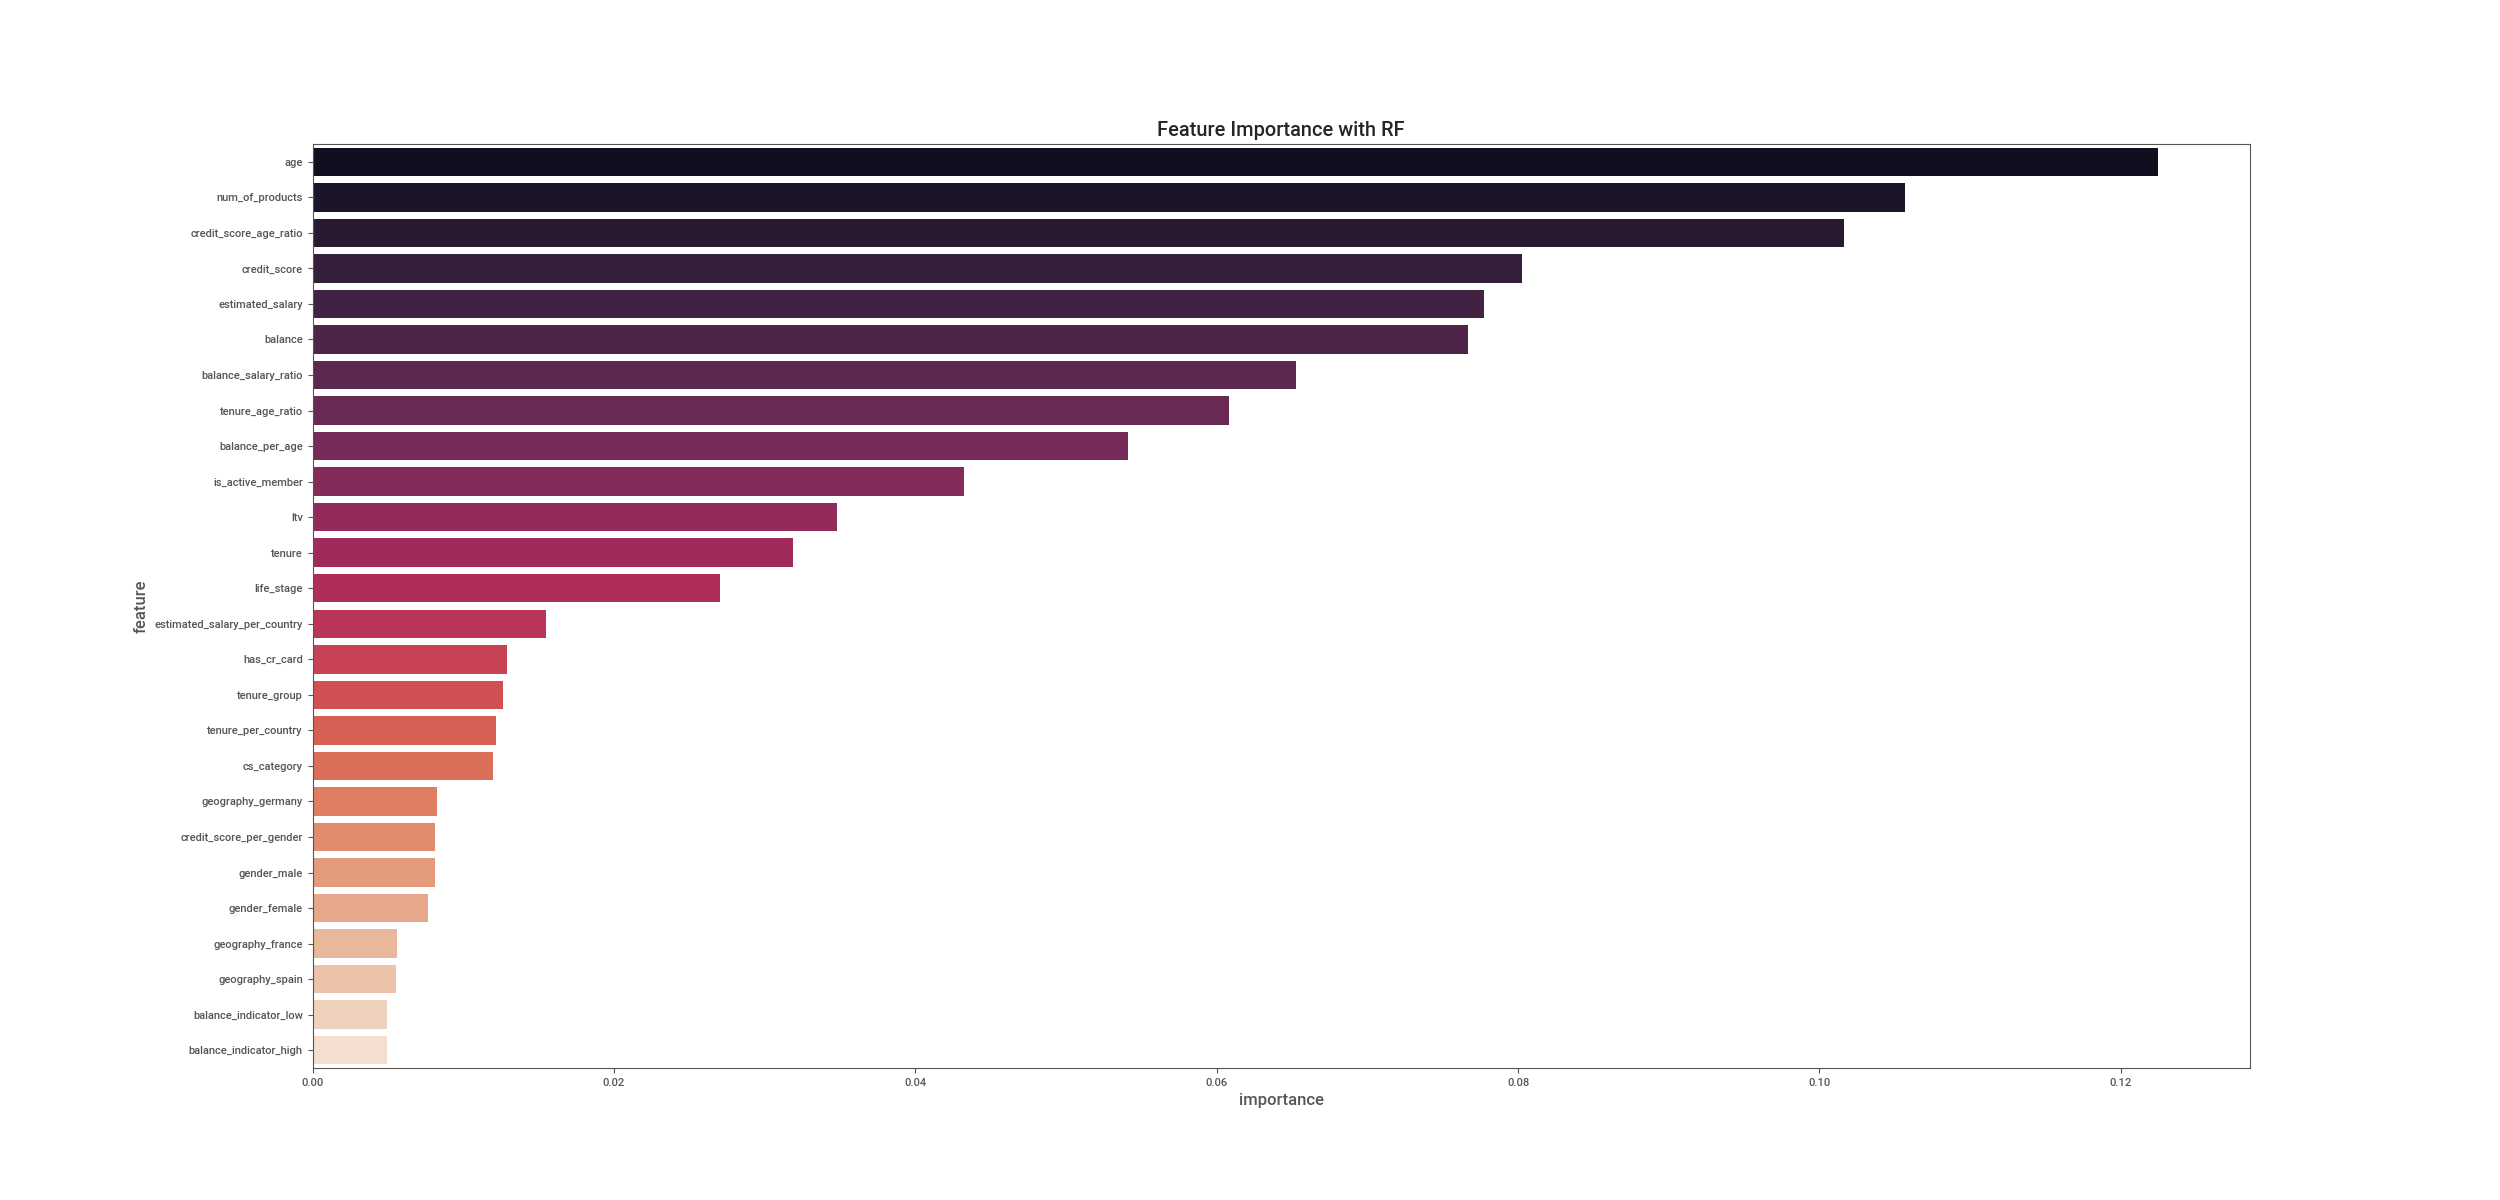 Feature Importance with RF
age
num_of_products
credit_score_age_ratio
credit_score
estimated_salary
balance
balance_salary_ratio
tenure_age_ratio
balance_per_age
is_active_member
ltv
tenure
life_stage
estimated_salary_per_country
has_cr_card
tenure_group
tenure_per_country
cs_category
geography_germany
credit_score_per_gender
gender_male
gender_female
geography_france
geography_spain
balance_indicator_low
balance_indicator_high
feature
0.00 0.02 0.04 0.06 0.08 0.10 0.12
importance